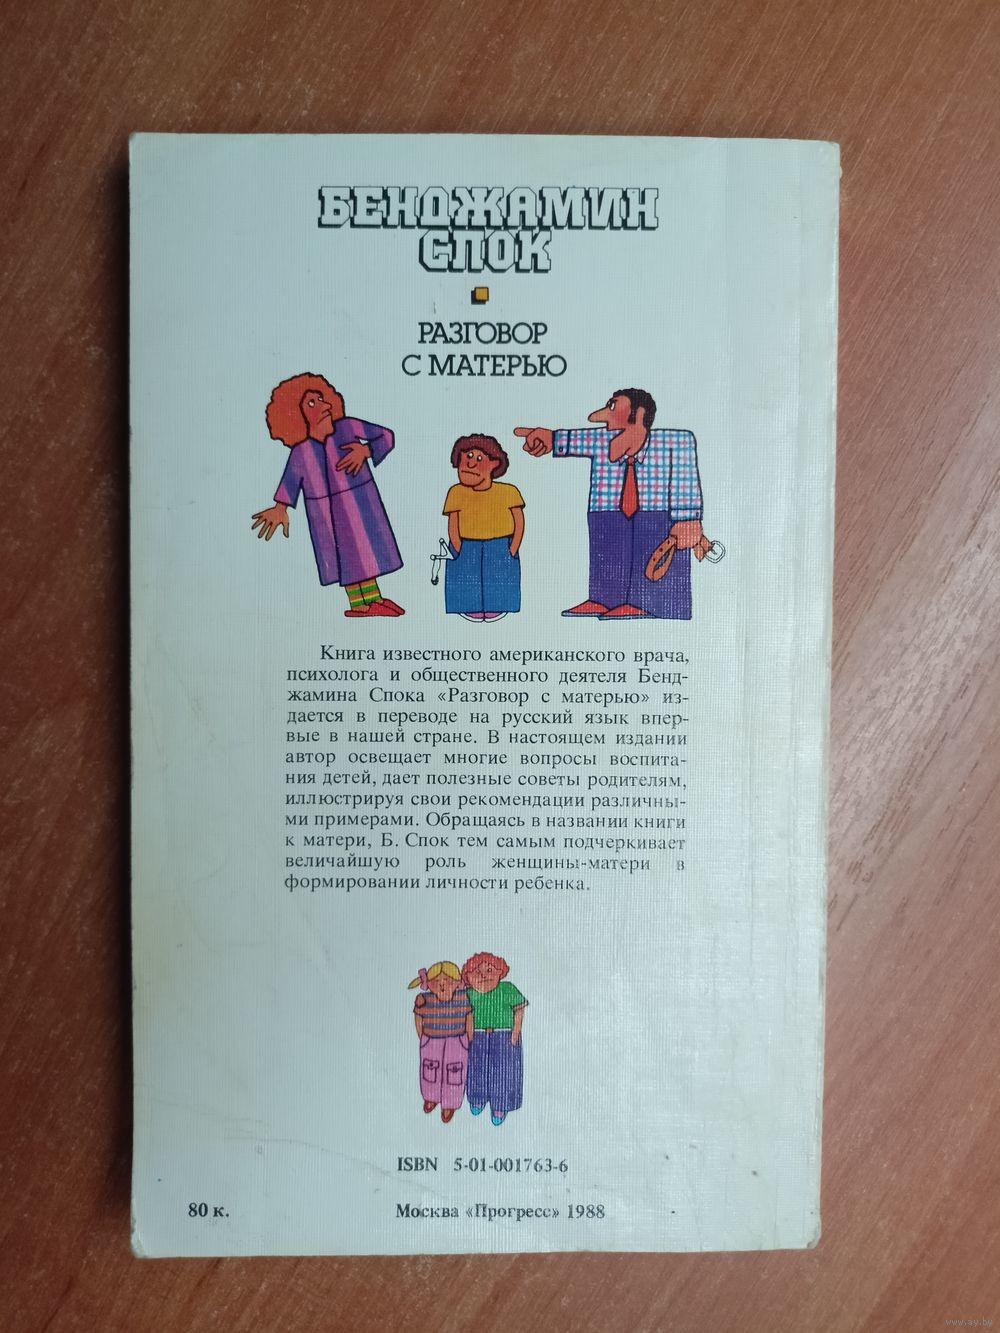 БЕНДЖАМИН
СПОК
РАЗГОВОР
С МАТЕРЬЮ
Книга известного американского врача,
психолога и общественного деятеля Бенд-
жамина Спока «Разговор с матерью» из-
дается в переводе на русский язык впер-
вые в нашей стране. В настоящем издании
автор освещает многие вопросы воспита-
ния детей, дает полезные советы родителям,
иллюстрируя свои рекомендации различны-
ми примерами. Обращаясь в названии книги
к матери, Б. Спок тем самым подчеркивает
величайшую роль женщины-матери в
формировании личности ребенка.
ISBN 5-01-001763-6
80 к.
Москва «Прогресс» 1988
www.ay.by